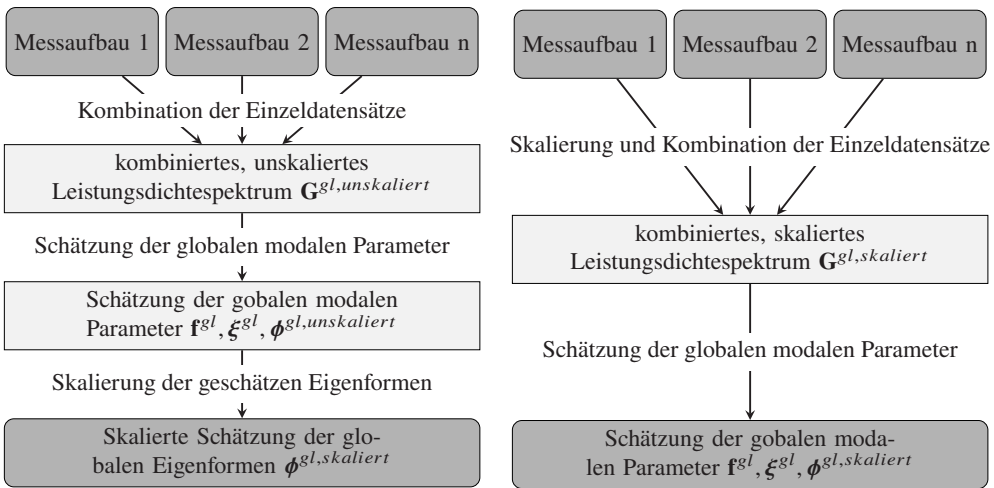 Messaufbau 1
Messaufbau 2
Messaufbau n
Kombination der Einzeldatensätze
kombiniertes, unskaliertes
Leistungsdichtespektrum G^{gl,unskaliert}
Schätzung der globalen modalen Parameter
Schätzung der gobalen modalen
Parameter f^{gl}, ξ^{gl}, ϕ^{gl,unskaliert}
Skalierung der geschätzen Eigenformen
Skalierte Schätzung der glo-
balen Eigenformen ϕ^{gl,skaliert}
Messaufbau 1
Messaufbau 2
Messaufbau n
Skalierung und Kombination der Einzeldatensätze
kombiniertes, skaliertes
Leistungsdichtespektrum G^{gl,skaliert}
Schätzung der globalen modalen Parameter
Schätzung der gobalen moda-
len Parameter f^{gl}, ξ^{gl}, ϕ^{gl,skaliert}